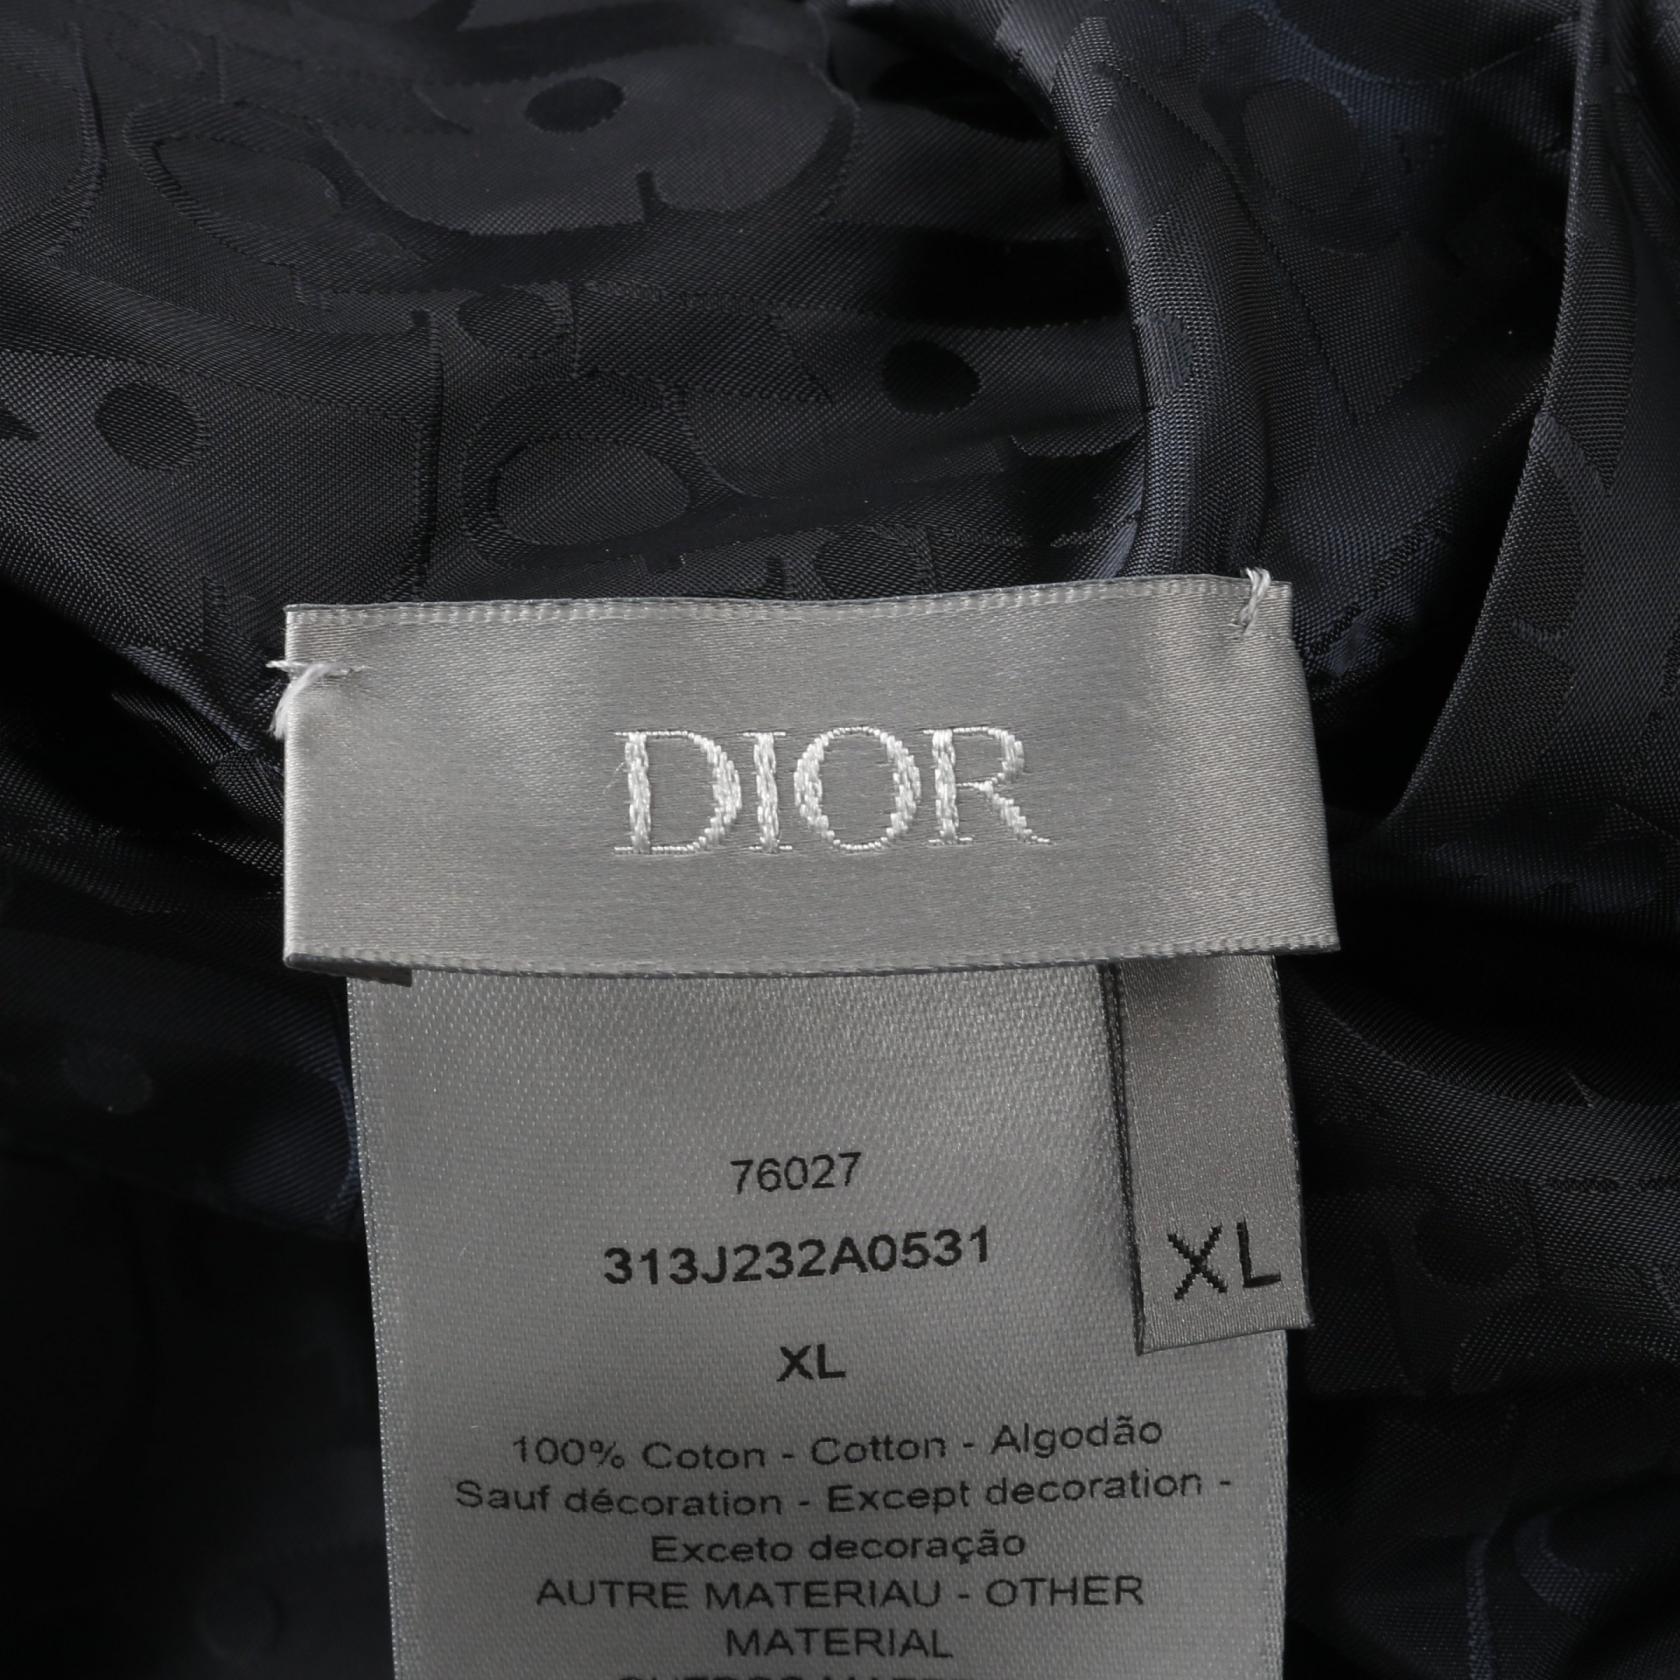 DIOR
76027
313J232A0531
XL
XL
100% Coton - Cotton - Algodão
Sauf décoration - Except decoration -
Exceto decoração
AUTRE MATERIAU - OTHER
MATERIAL